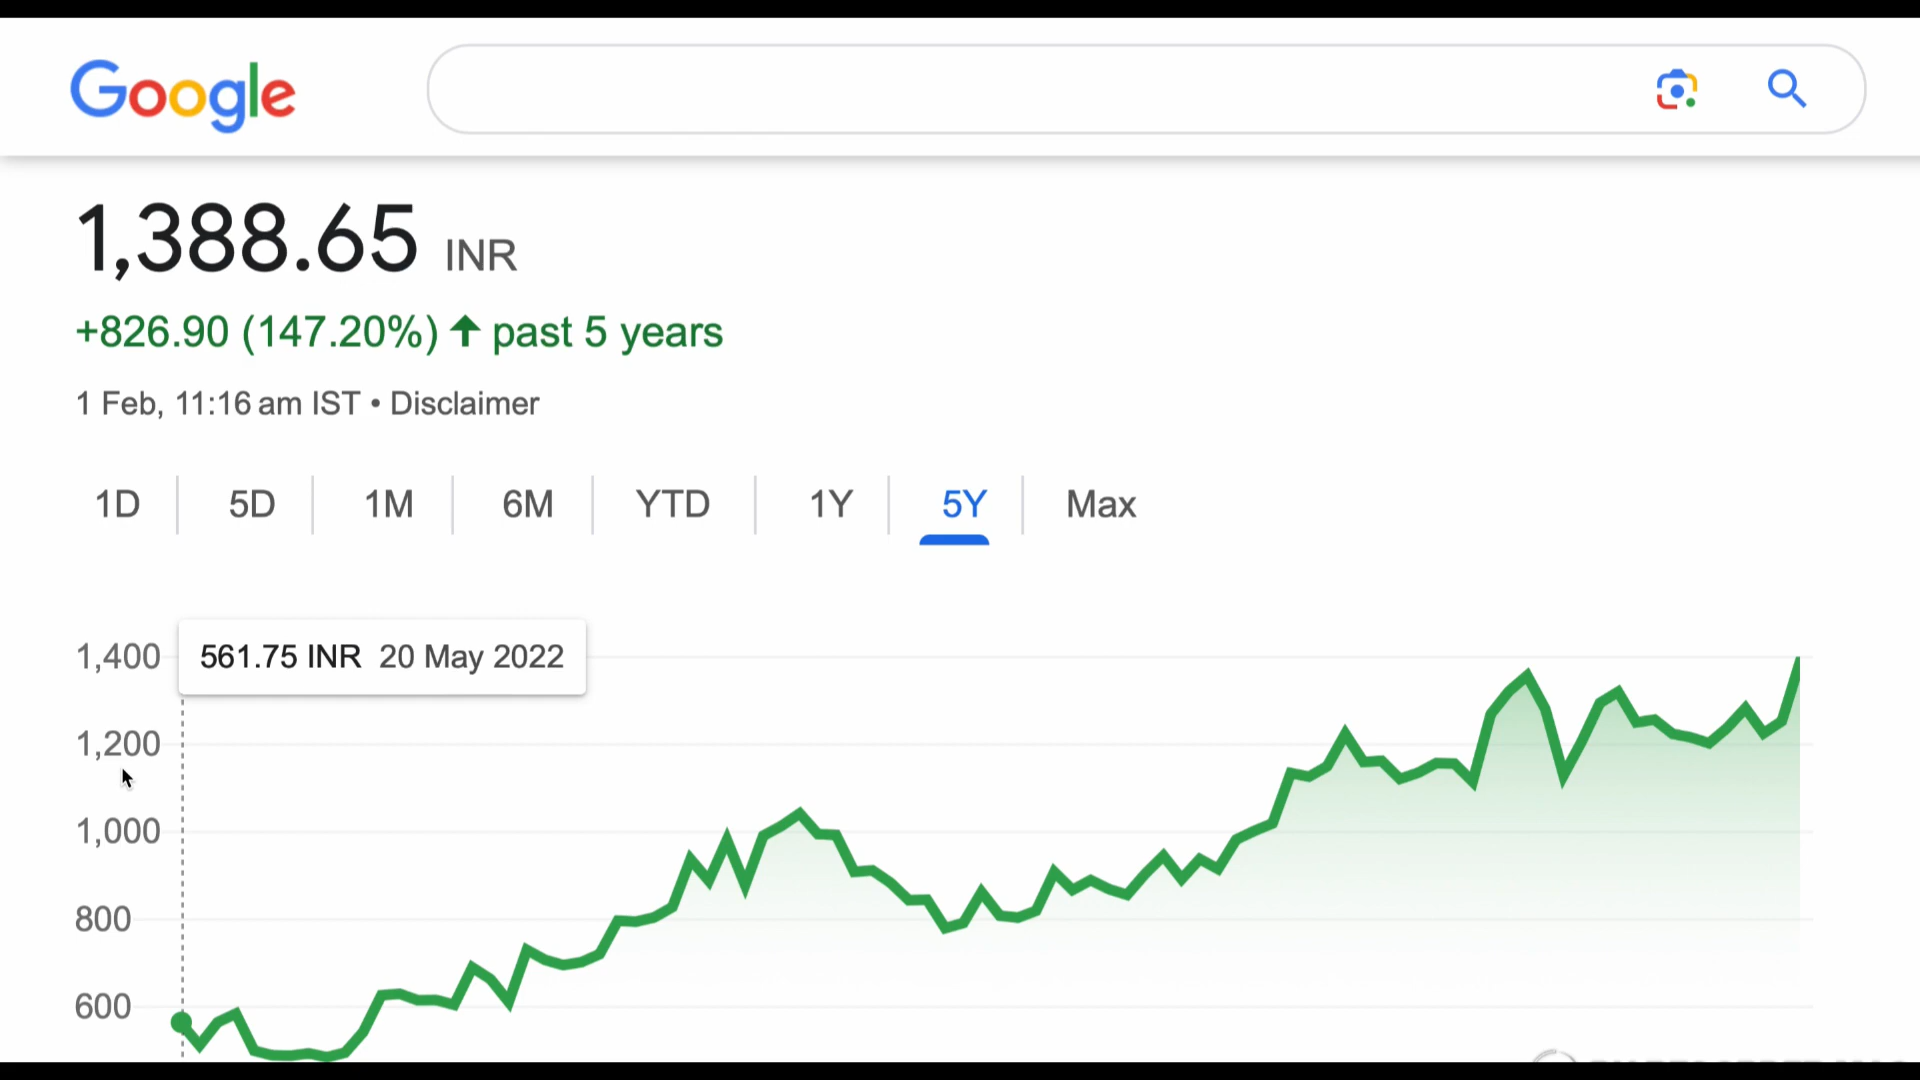 Google
1,388.65 INR
+826.90 (147.20%) ↑ past 5 years
1 Feb, 11:16 am IST • Disclaimer
1D 5D 1M 6M YTD 1Y 5Y Max
561.75 INR 20 May 2022
1,400
1,200
1,000
800
600